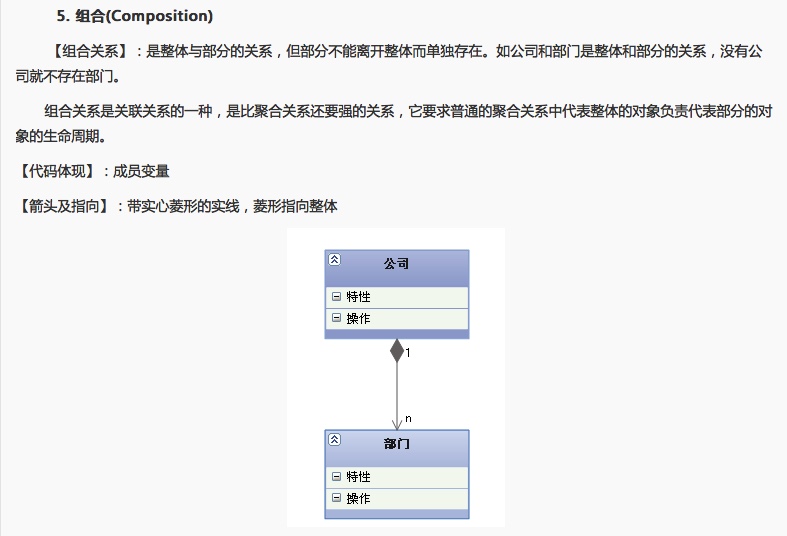 5. 组合(Composition)
【组合关系】：是整体与部分的关系，但部分不能离开整体而单独存在。如公司和部门是整体和部分的关系，没有公
司就不存在部门。
组合关系是关联关系的一种，是比聚合关系还要强的关系，它要求普通的聚合关系中代表整体的对象负责代表部分的对
象的生命周期。
【代码体现】：成员变量
【箭头及指向】：带实心菱形的实线，菱形指向整体
公司
特性
操作
1
n
部门
特性
操作